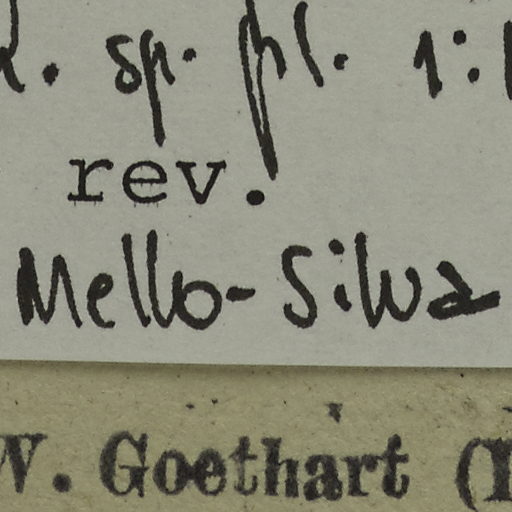 . sp. pl. 1:
rev.
Mello-Silva
W. Goethart (